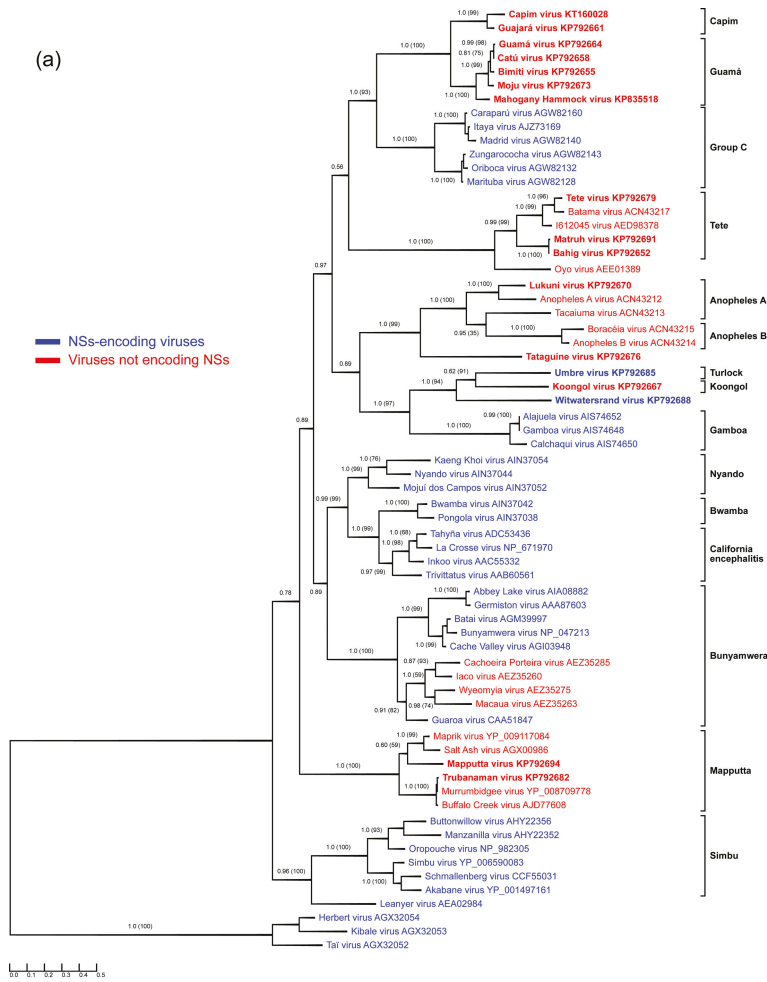 (a)
1.0 (99)
Capim virus KT160028
Guajará virus KP792661
Capim
1.0 (100)
0.99 (98)
Guamá virus KP792664
0.81 (75)
Catú virus KP792658
1.0 (99)
Bimiti virus KP792655
Moju virus KP792673
1.0 (100)
Mahogany Hammock virus KP835518
Guamá
1.0 (93)
1.0 (100)
Caraparú virus AGW82160
Itaya virus AJZ73169
Madrid virus AGW82140
1.0 (100)
Zungarococha virus AGW82143
Oriboca virus AGW82132
1.0 (100)
Marituba virus AGW82128
Group C
0.56
1.0 (96)
Tete virus KP792679
1.0 (99)
Batama virus ACN43217
I612045 virus AED98378
0.99 (99)
Matruh virus KP792691
1.0 (100)
Bahig virus KP792652
1.0 (100)
Oyo virus AEE01389
Tete
0.97
1.0 (100)
Lukuni virus KP792670
Anopheles A virus ACN43212
1.0 (100)
Tacaiuma virus ACN43213
Anopheles A
1.0 (99)
0.95 (35)
1.0 (100)
Boracéia virus ACN43215
Anopheles B virus ACN43214
Anopheles B
Tataguine virus KP792676
NSs-encoding viruses
Viruses not encoding NSs
0.89
0.62 (91)
Umbre virus KP792685
Turlock
1.0 (94)
Koongol virus KP792667
Koongol
Witwatersrand virus KP792688
1.0 (97)
0.99 (100)
Alajuela virus AIS74652
1.0 (100)
Gamboa virus AIS74648
Calchaqui virus AIS74650
Gamboa
0.89
1.0 (76)
Kaeng Khoi virus AIN37054
1.0 (99)
Nyando virus AIN37044
Mojuí dos Campos virus AIN37052
Nyando
0.99 (99)
1.0 (100)
Bwamba virus AIN37042
Pongola virus AIN37038
Bwamba
1.0 (99)
1.0 (68)
Tahyña virus ADC53436
1.0 (98)
La Crosse virus NP_671970
Inkoo virus AAC55332
0.97 (99)
Trivittatus virus AAB60561
California
encephalitis
0.89
0.78
1.0 (100)
Abbey Lake virus AIA08882
Germiston virus AAA87603
1.0 (99)
Batai virus AGM39997
Bunyamwera virus NP_047213
1.0 (99)
Cache Valley virus AGI03948
1.0 (100)
0.87 (93)
Cachoeira Porteira virus AEZ35285
1.0 (59)
Iaco virus AEZ35260
Wyeomyia virus AEZ35275
0.98 (74)
Macaua virus AEZ35263
0.91 (82)
Guaroa virus CAA51847
Bunyamwera
1.0 (99)
Maprik virus YP_009117084
0.60 (59)
Salt Ash virus AGX00986
Mapputta virus KP792694
1.0 (100)
Trubanaman virus KP792682
1.0 (100)
Murrumbidgee virus YP_008709778
Buffalo Creek virus AJD77608
Mapputta
1.0 (93)
Buttonwillow virus AHY22356
Manzanilla virus AHY22352
1.0 (100)
Oropouche virus NP_982305
Simbu virus YP_006590083
1.0 (100)
Schmallenberg virus CCF55031
Akabane virus YP_001497161
0.96 (100)
Leanyer virus AEA02984
Simbu
Herbert virus AGX32054
1.0 (100)
Kibale virus AGX32053
Taï virus AGX32052
0.0 0.1 0.2 0.3 0.4 0.5